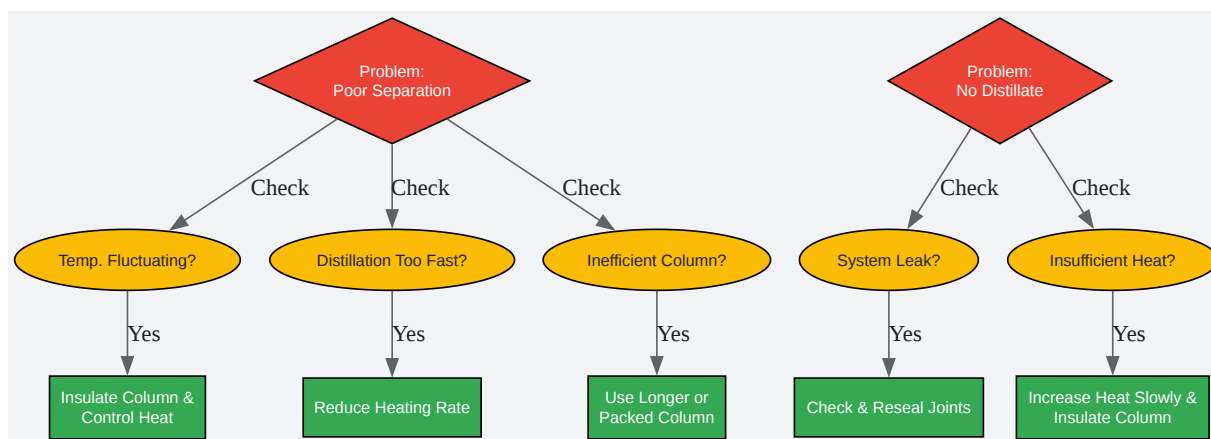 Problem:
Poor Separation
Problem:
No Distillate
Check
Check
Check
Check
Check
Temp. Fluctuating?
Distillation Too Fast?
Inefficient Column?
System Leak?
Insufficient Heat?
Yes
Yes
Yes
Yes
Yes
Insulate Column &
Control Heat
Reduce Heating Rate
Use Longer or
Packed Column
Check & Reseal Joints
Increase Heat Slowly &
Insulate Column